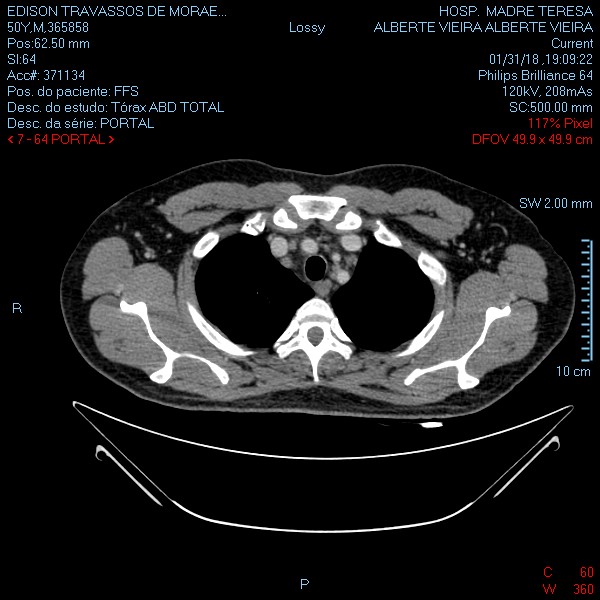 EDISON TRAVASSOS DE MORAE...
50Y,M,365858
Pos:62.50 mm
SI:64
Acc#: 371134
Pos. do paciente: FFS
Desc. do estudo: Tórax ABD TOTAL
Desc. da série: PORTAL
< 7 - 64 PORTAL >
Lossy
HOSP. MADRE TERESA
ALBERTE VIEIRA ALBERTE VIEIRA
Current
01/31/18 ,19:09:22
Philips Brilliance 64
120kV, 208mAs
SC:500.00 mm
117% Pixel
DFOV 49.9 x 49.9 cm
SW 2.00 mm
R
10 cm
P
C 60
W 360